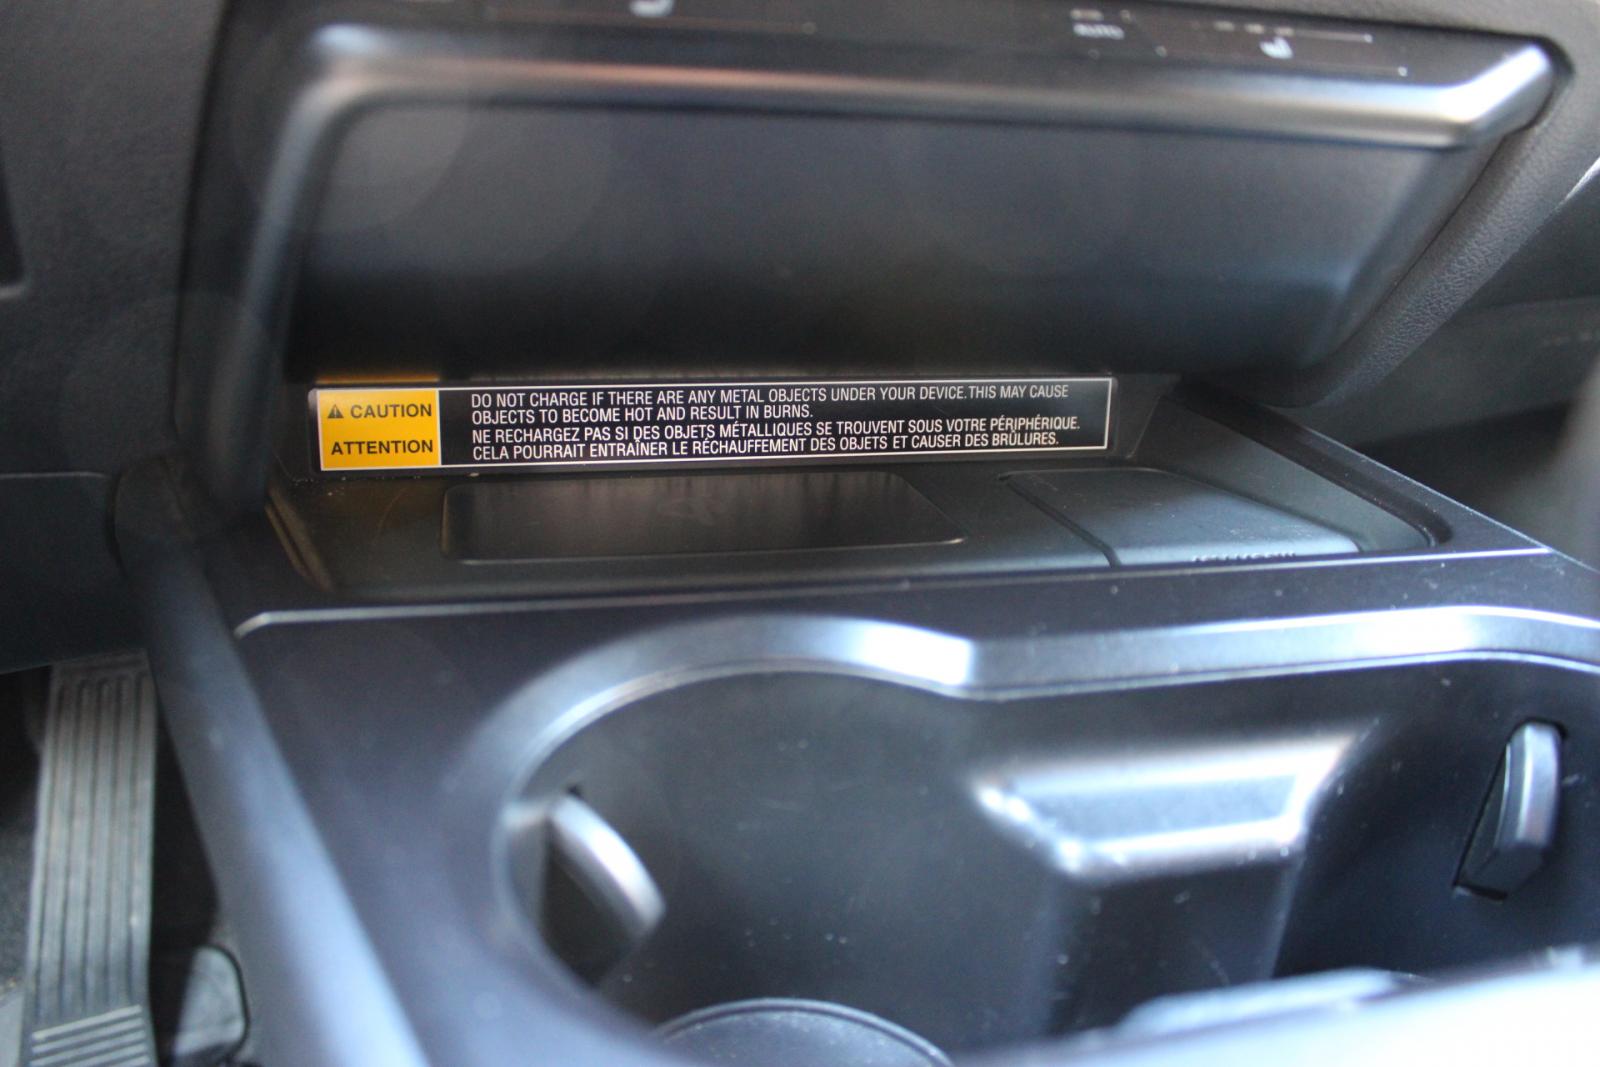 AUTO
⚠ CAUTION
ATTENTION
DO NOT CHARGE IF THERE ARE ANY METAL OBJECTS UNDER YOUR DEVICE. THIS MAY CAUSE
OBJECTS TO BECOME HOT AND RESULT IN BURNS.
NE RECHARGEZ PAS SI DES OBJETS MÉTALLIQUES SE TROUVENT SOUS VOTRE PÉRIPHÉRIQUE.
CELA POURRAIT ENTRAÎNER LE RÉCHAUFFEMENT DES OBJETS ET CAUSER DES BRÛLURES.